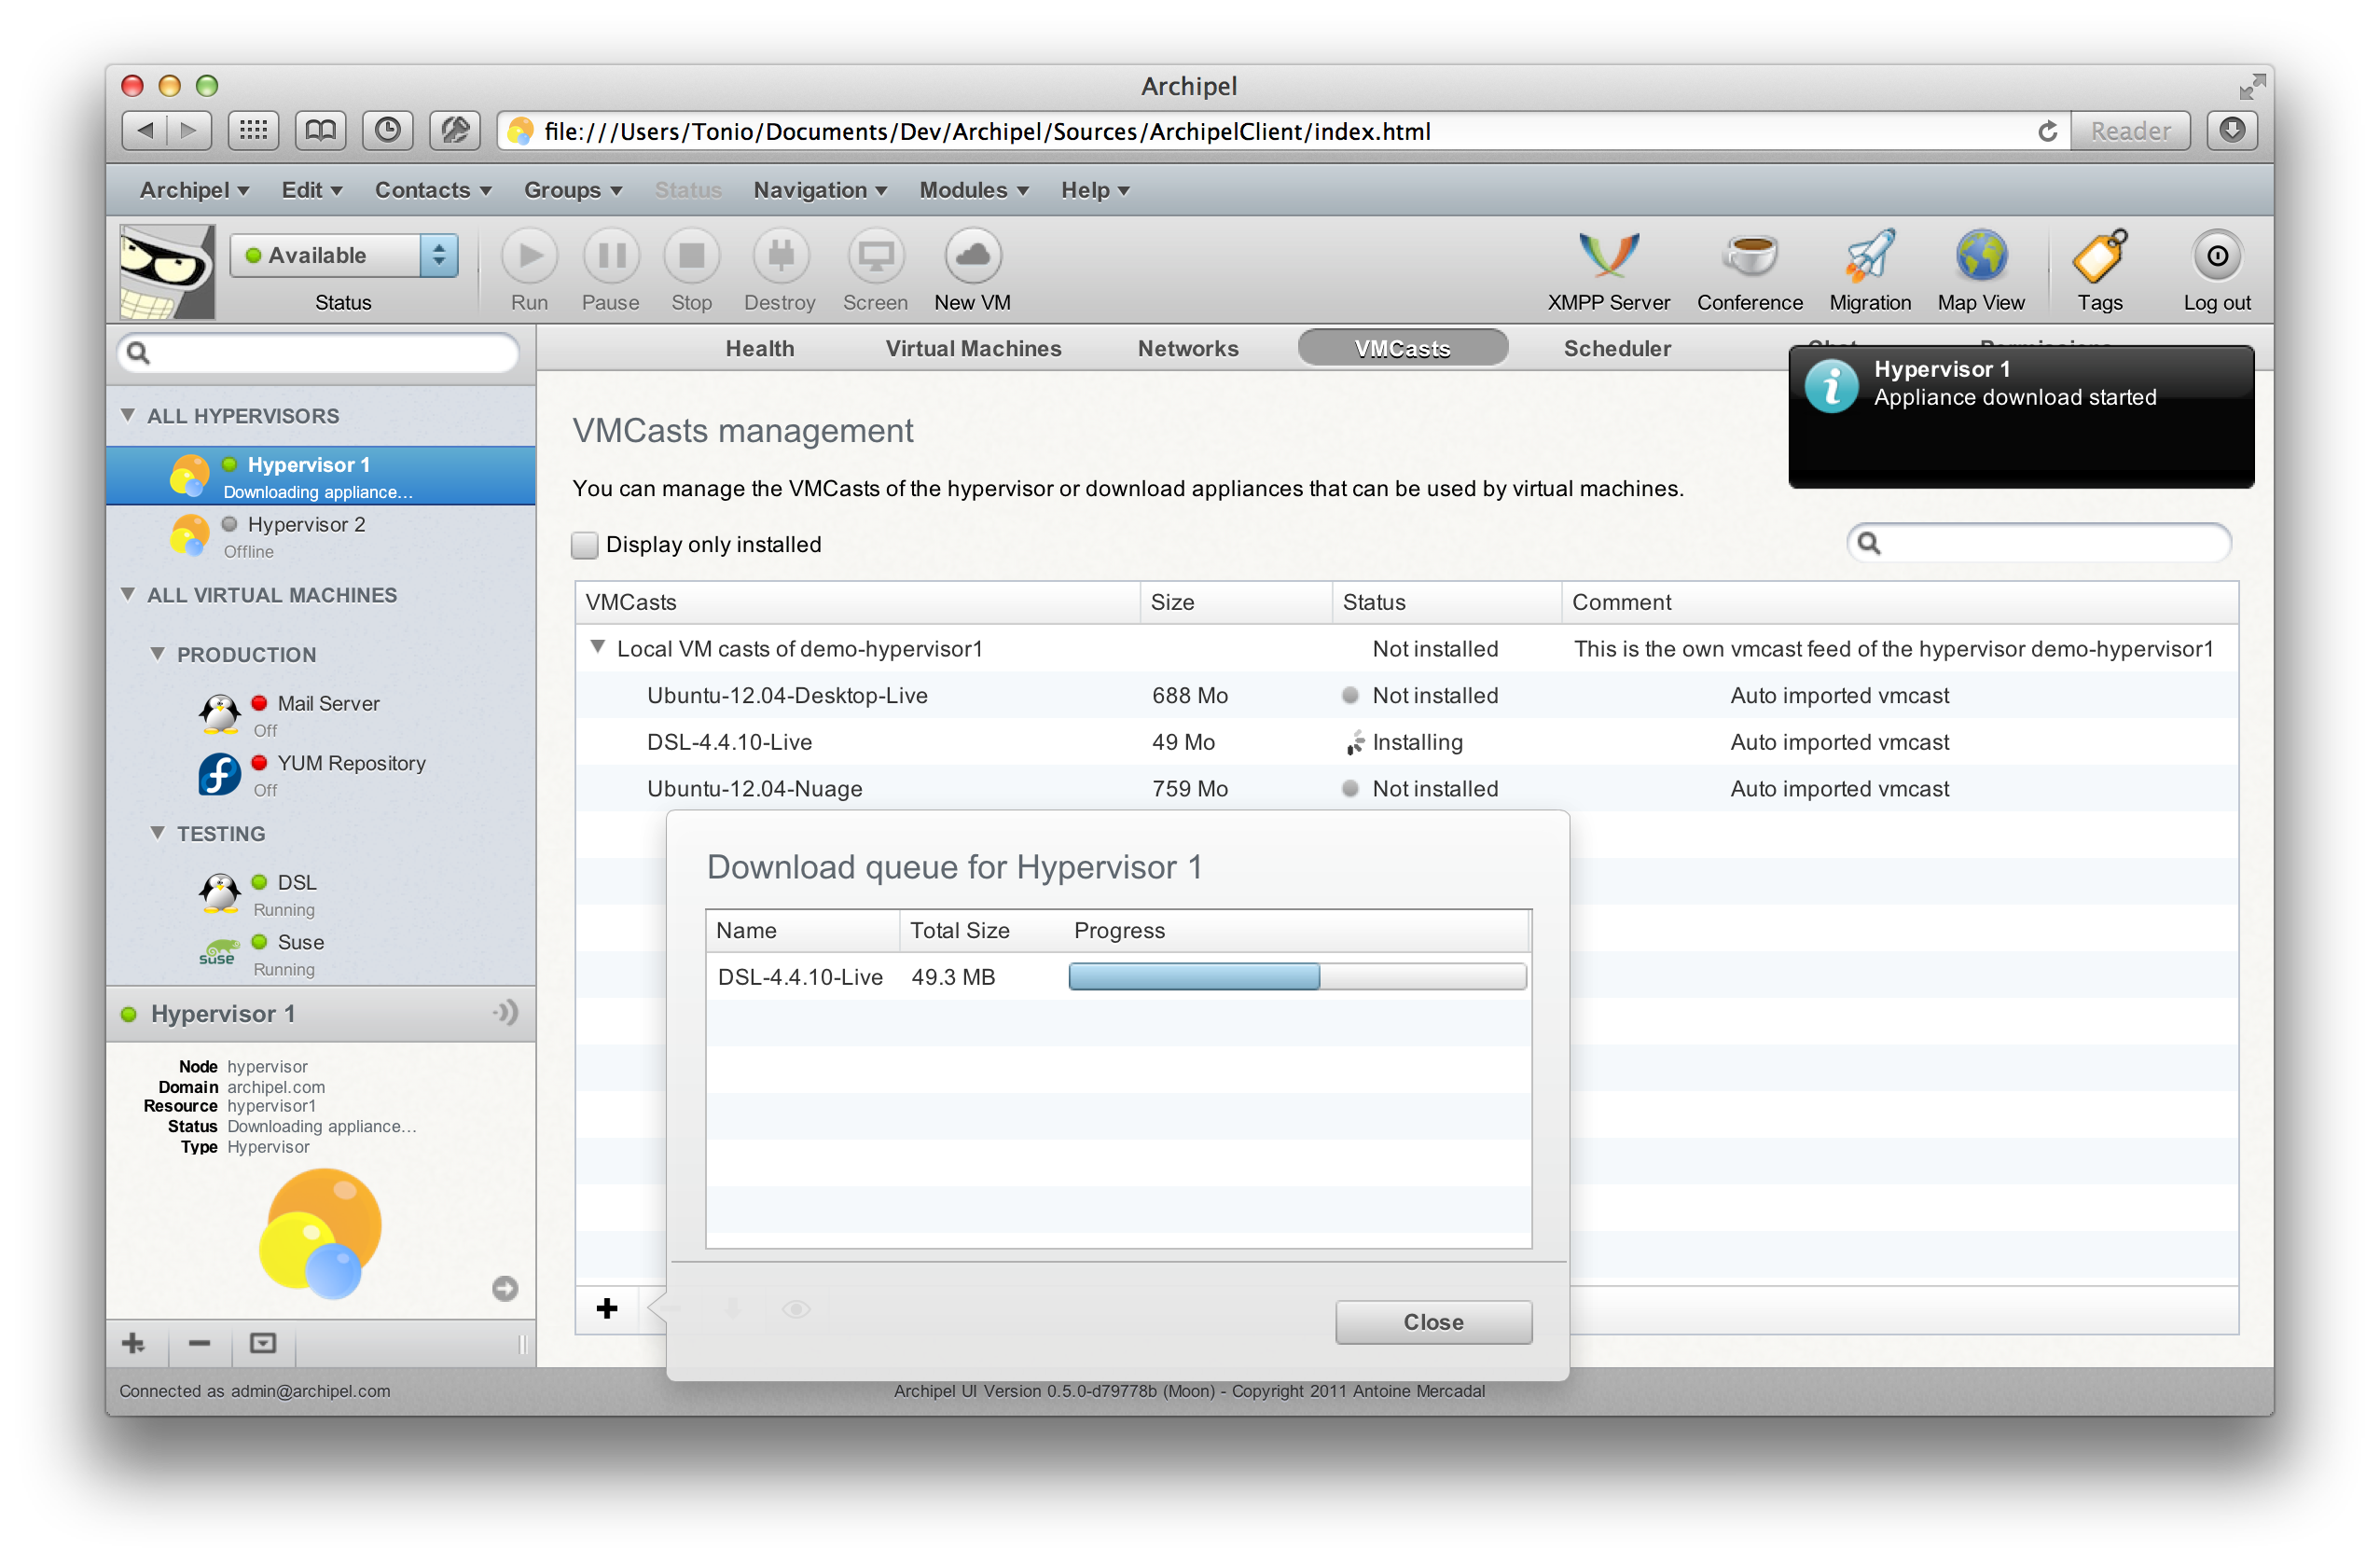 Archipel
file:///Users/Tonio/Documents/Dev/Archipel/Sources/ArchipelClient/index.html
Reader
Archipel Edit Contacts Groups Status Navigation Modules Help
Available
Status
Run Pause Stop Destroy Screen New VM
XMPP Server Conference Migration Map View Tags Log out
Health Virtual Machines Networks VMCasts Scheduler
Hypervisor 1
Appliance download started
ALL HYPERVISORS
Hypervisor 1
Downloading appliance...
Hypervisor 2
Offline
ALL VIRTUAL MACHINES
PRODUCTION
Mail Server
Off
YUM Repository
Off
TESTING
DSL
Running
suse
Suse
Running
Hypervisor 1
Node hypervisor
Domain archipel.com
Resource hypervisor1
Status Downloading appliance...
Type Hypervisor
VMCasts management
You can manage the VMCasts of the hypervisor or download appliances that can be used by virtual machines.
Display only installed
VMCasts Size Status Comment
Local VM casts of demo-hypervisor1 Not installed This is the own vmcast feed of the hypervisor demo-hypervisor1
Ubuntu-12.04-Desktop-Live 688 Mo Not installed Auto imported vmcast
DSL-4.4.10-Live 49 Mo Installing Auto imported vmcast
Ubuntu-12.04-Nuage 759 Mo Not installed Auto imported vmcast
Download queue for Hypervisor 1
Name Total Size Progress
DSL-4.4.10-Live 49.3 MB
Close
Connected as admin@archipel.com
Archipel UI Version 0.5.0-d79778b (Moon) - Copyright 2011 Antoine Mercadal